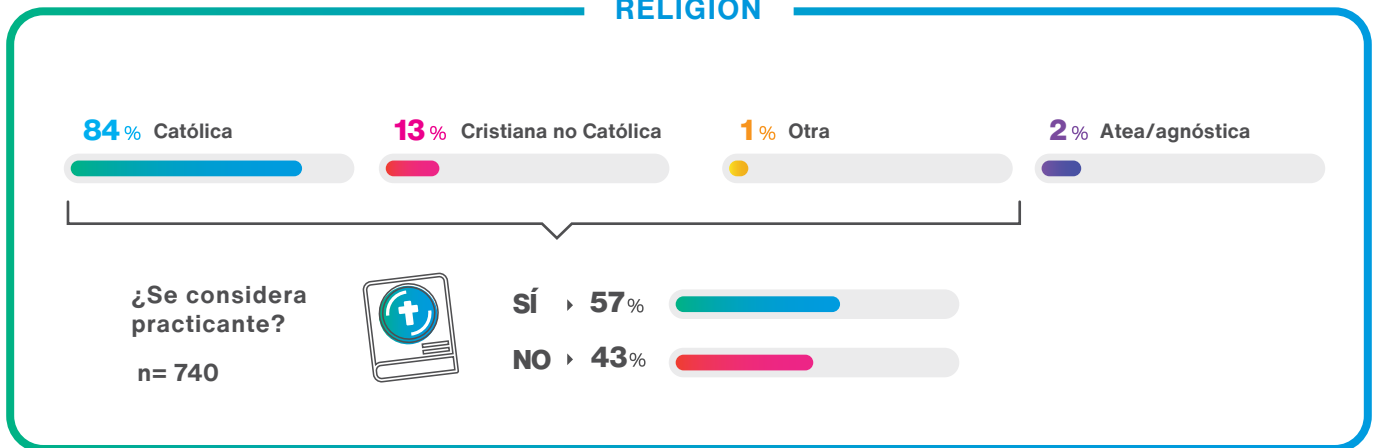 RELIGIÓN
84% Católica
13% Cristiana no Católica
1% Otra
2% Atea/agnóstica
¿Se considera
practicante?
n= 740
SÍ 57%
NO 43%